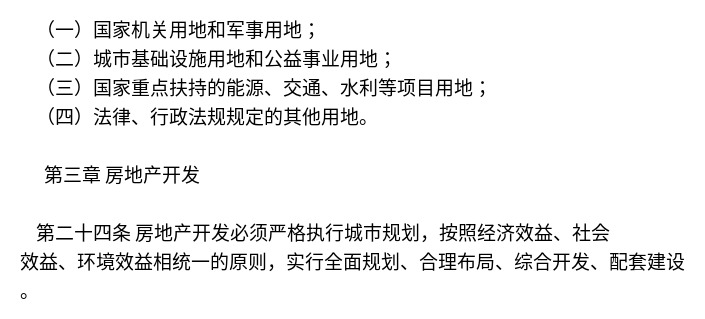 （一）国家机关用地和军事用地；
（二）城市基础设施用地和公益事业用地；
（三）国家重点扶持的能源、交通、水利等项目用地；
（四）法律、行政法规规定的其他用地。
第三章 房地产开发
第二十四条 房地产开发必须严格执行城市规划，按照经济效益、社会
效益、环境效益相统一的原则，实行全面规划、合理布局、综合开发、配套建设
。